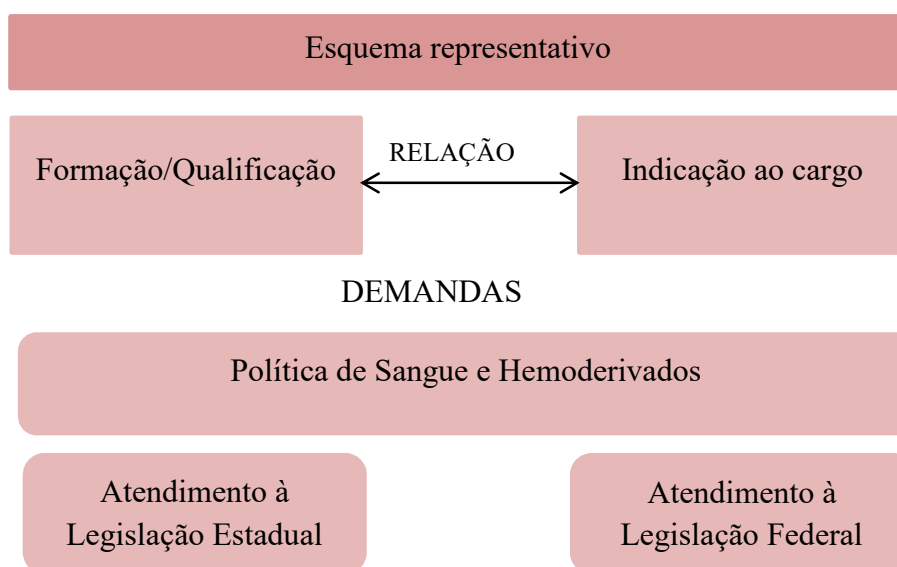 Esquema representativo
Formação/Qualificação
RELAÇÃO
Indicação ao cargo
DEMANDAS
Política de Sangue e Hemoderivados
Atendimento à
Legislação Estadual
Atendimento à
Legislação Federal